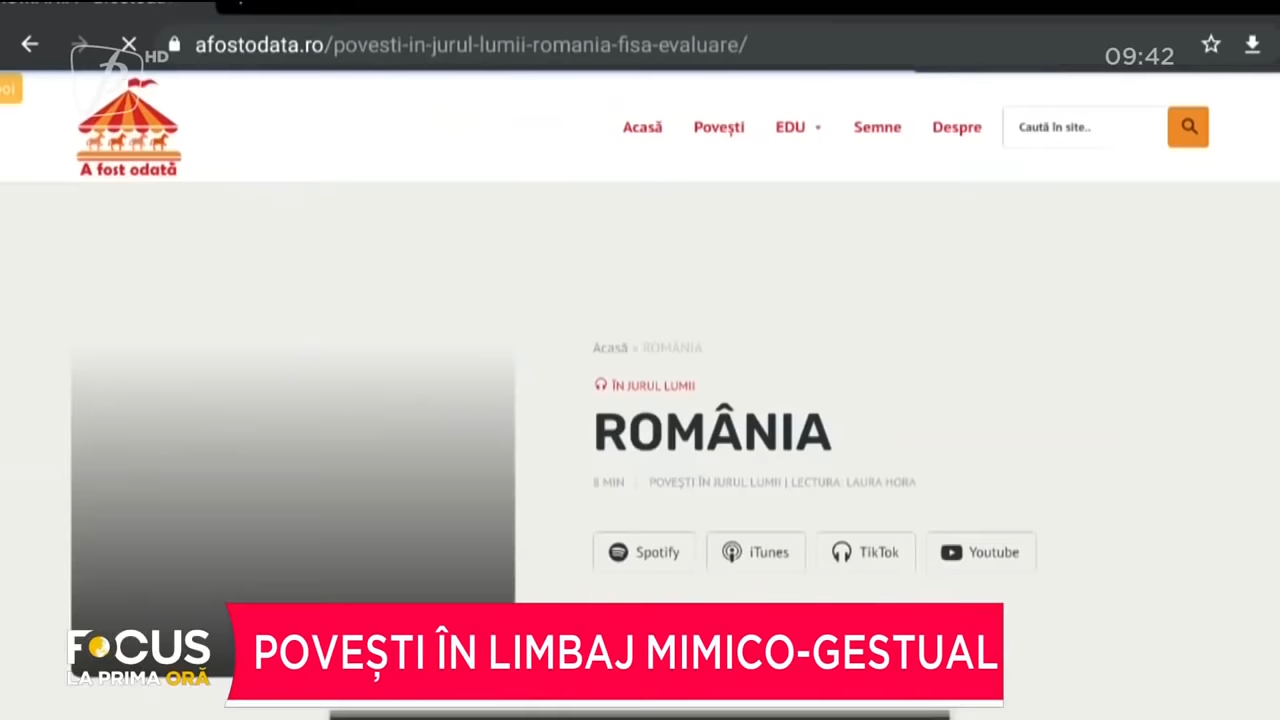 afostodata.ro/povesti-in-jurul-lumii-romania-fisa-evaluare/
HD
09:42
A fost odată
Acasă
Povești
EDU
Semne
Despre
Caută în site..
Acasă » ROMÂNIA
ÎN JURUL LUMII
ROMÂNIA
8 MIN
POVEȘTI ÎN JURUL LUMII | LECTURA: LAURA HORA
Spotify
iTunes
TikTok
Youtube
FOCUS
LA PRIMA ORĂ
POVEȘTI ÎN LIMBAJ MIMICO-GESTUAL